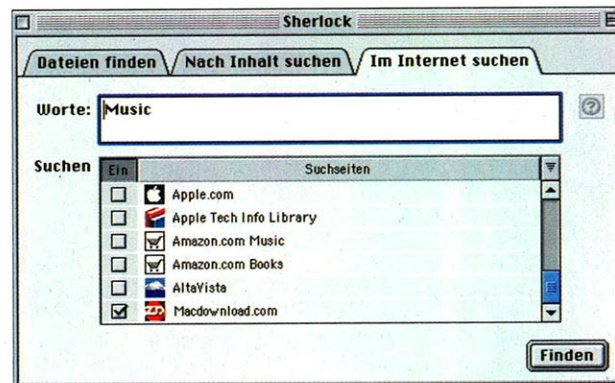 Sherlock
Dateien finden
Nach Inhalt suchen
Im Internet suchen
Worte: Music
Suchen
Ein Suchseiten
Apple.com
Apple Tech Info Library
Amazon.com Music
Amazon.com Books
AltaVista
Macdownload.com
Finden